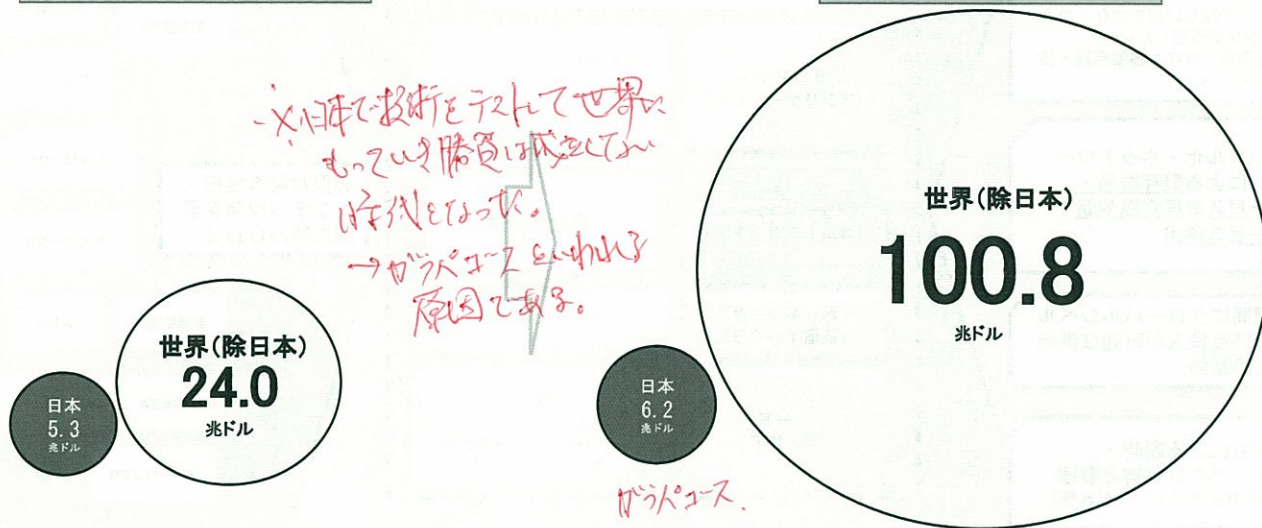 日本で技術をテストして世界に
もっていき勝負は成立しない
時代となった。
→ガラパゴスといわれる
原因である。
世界(除日本)
24.0
兆ドル
日本
5.3
兆ドル
世界(除日本)
100.8
兆ドル
日本
6.2
兆ドル
ガラパゴス.